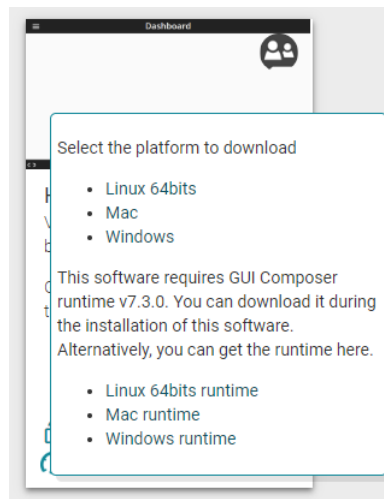 Dashboard
Select the platform to download
Linux 64bits
Mac
Windows
This software requires GUI Composer
runtime v7.3.0. You can download it during
the installation of this software.
Alternatively, you can get the runtime here.
Linux 64bits runtime
Mac runtime
Windows runtime